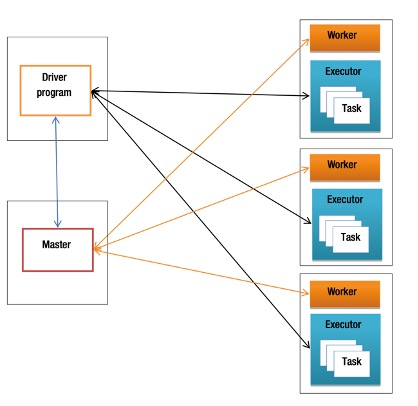 Driver
program
Master
Worker
Executor
Task
Worker
Executor
Task
Worker
Executor
Task